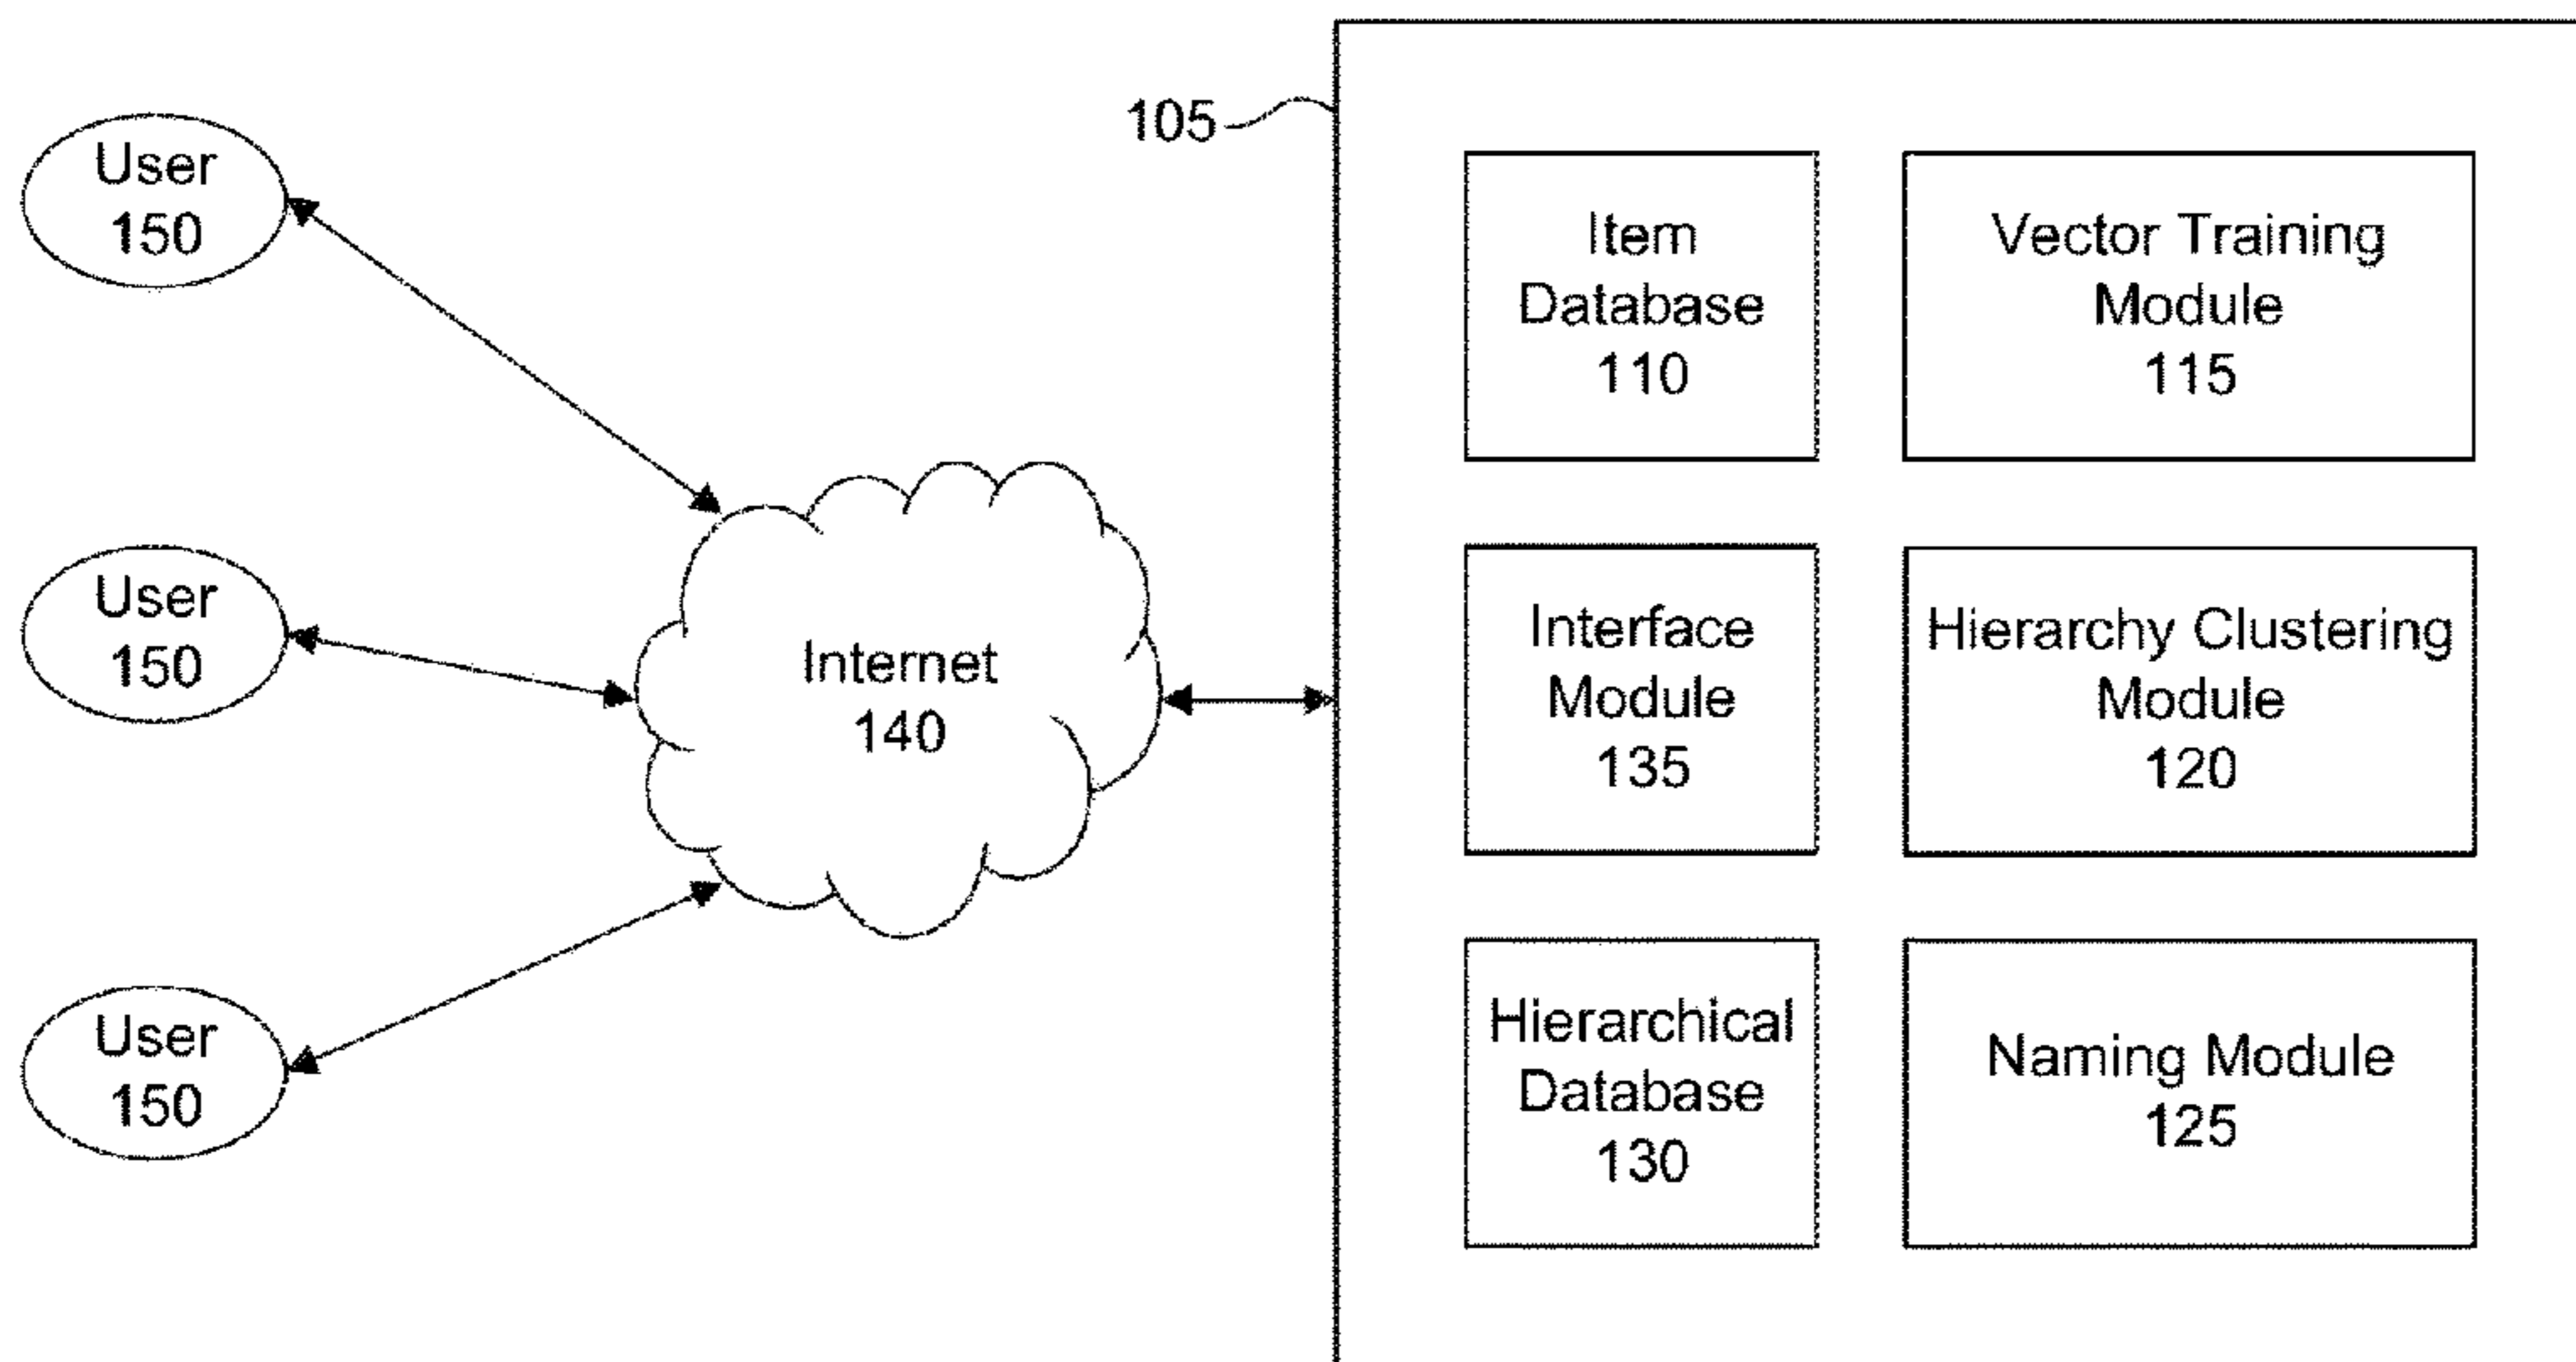 105
User
150
Item
Database
110
Vector Training
Module
115
User
150
Internet
140
Interface
Module
135
Hierarchy Clustering
Module
120
User
150
Hierarchical
Database
130
Naming Module
125